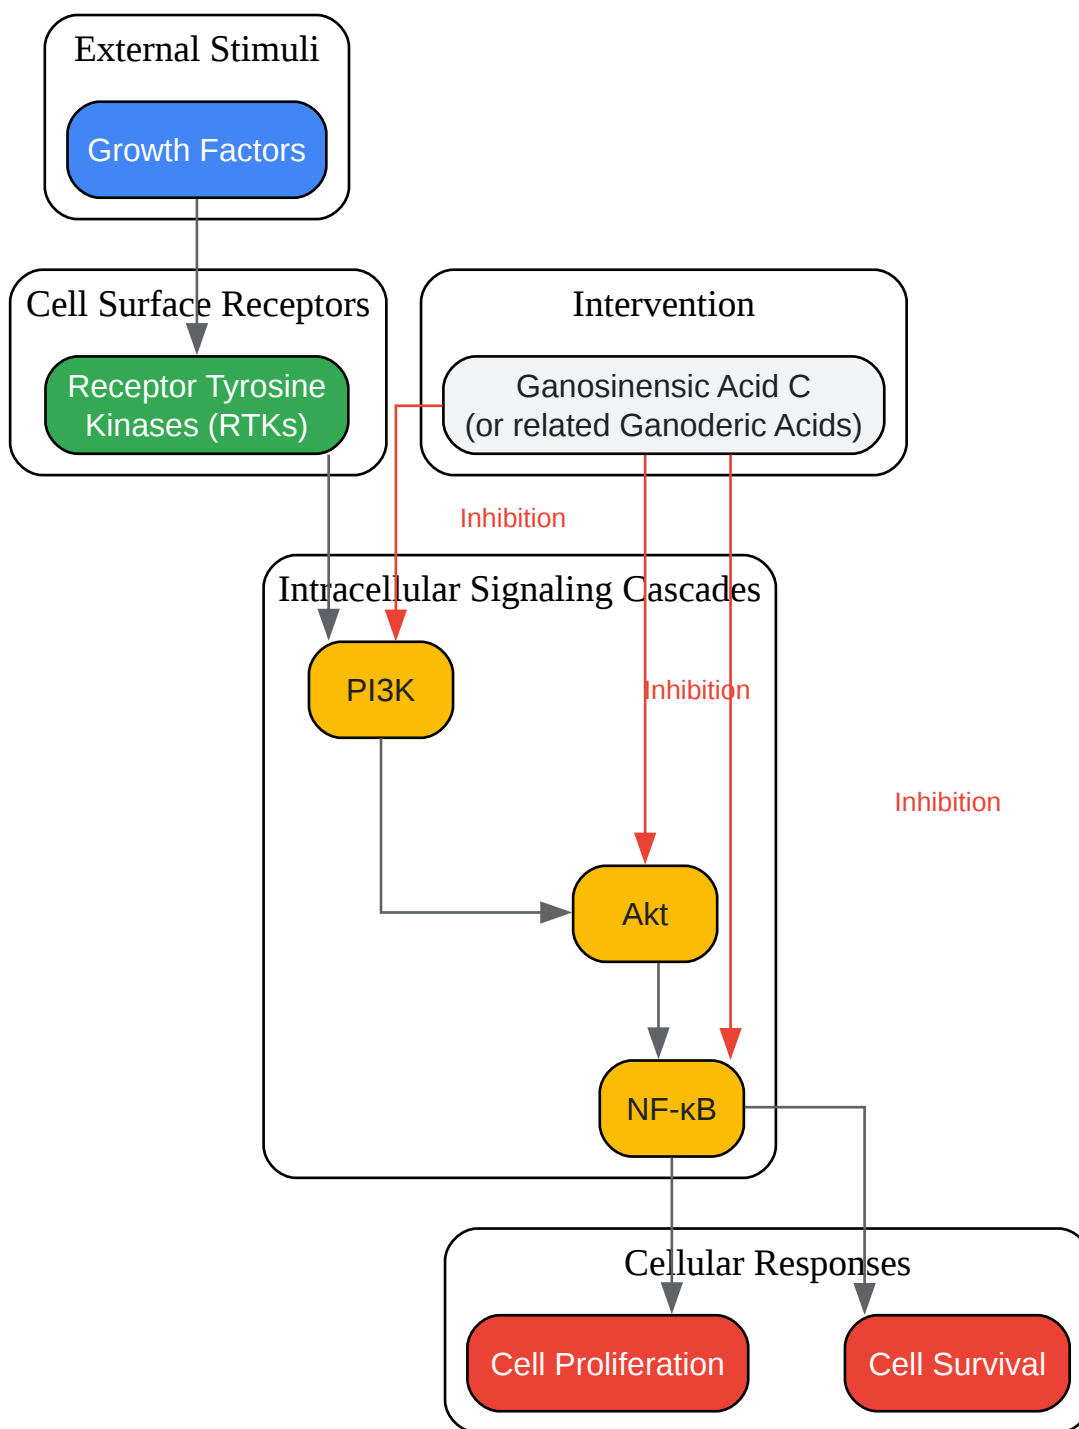 External Stimuli
Growth Factors
Cell Surface Receptors
Receptor Tyrosine
Kinases (RTKs)
Intervention
Ganosinensic Acid C
(or related Ganoderic Acids)
Inhibition
Intracellular Signaling Cascades
PI3K
Inhibition
Inhibition
Akt
NF-κB
Cellular Responses
Cell Proliferation
Cell Survival